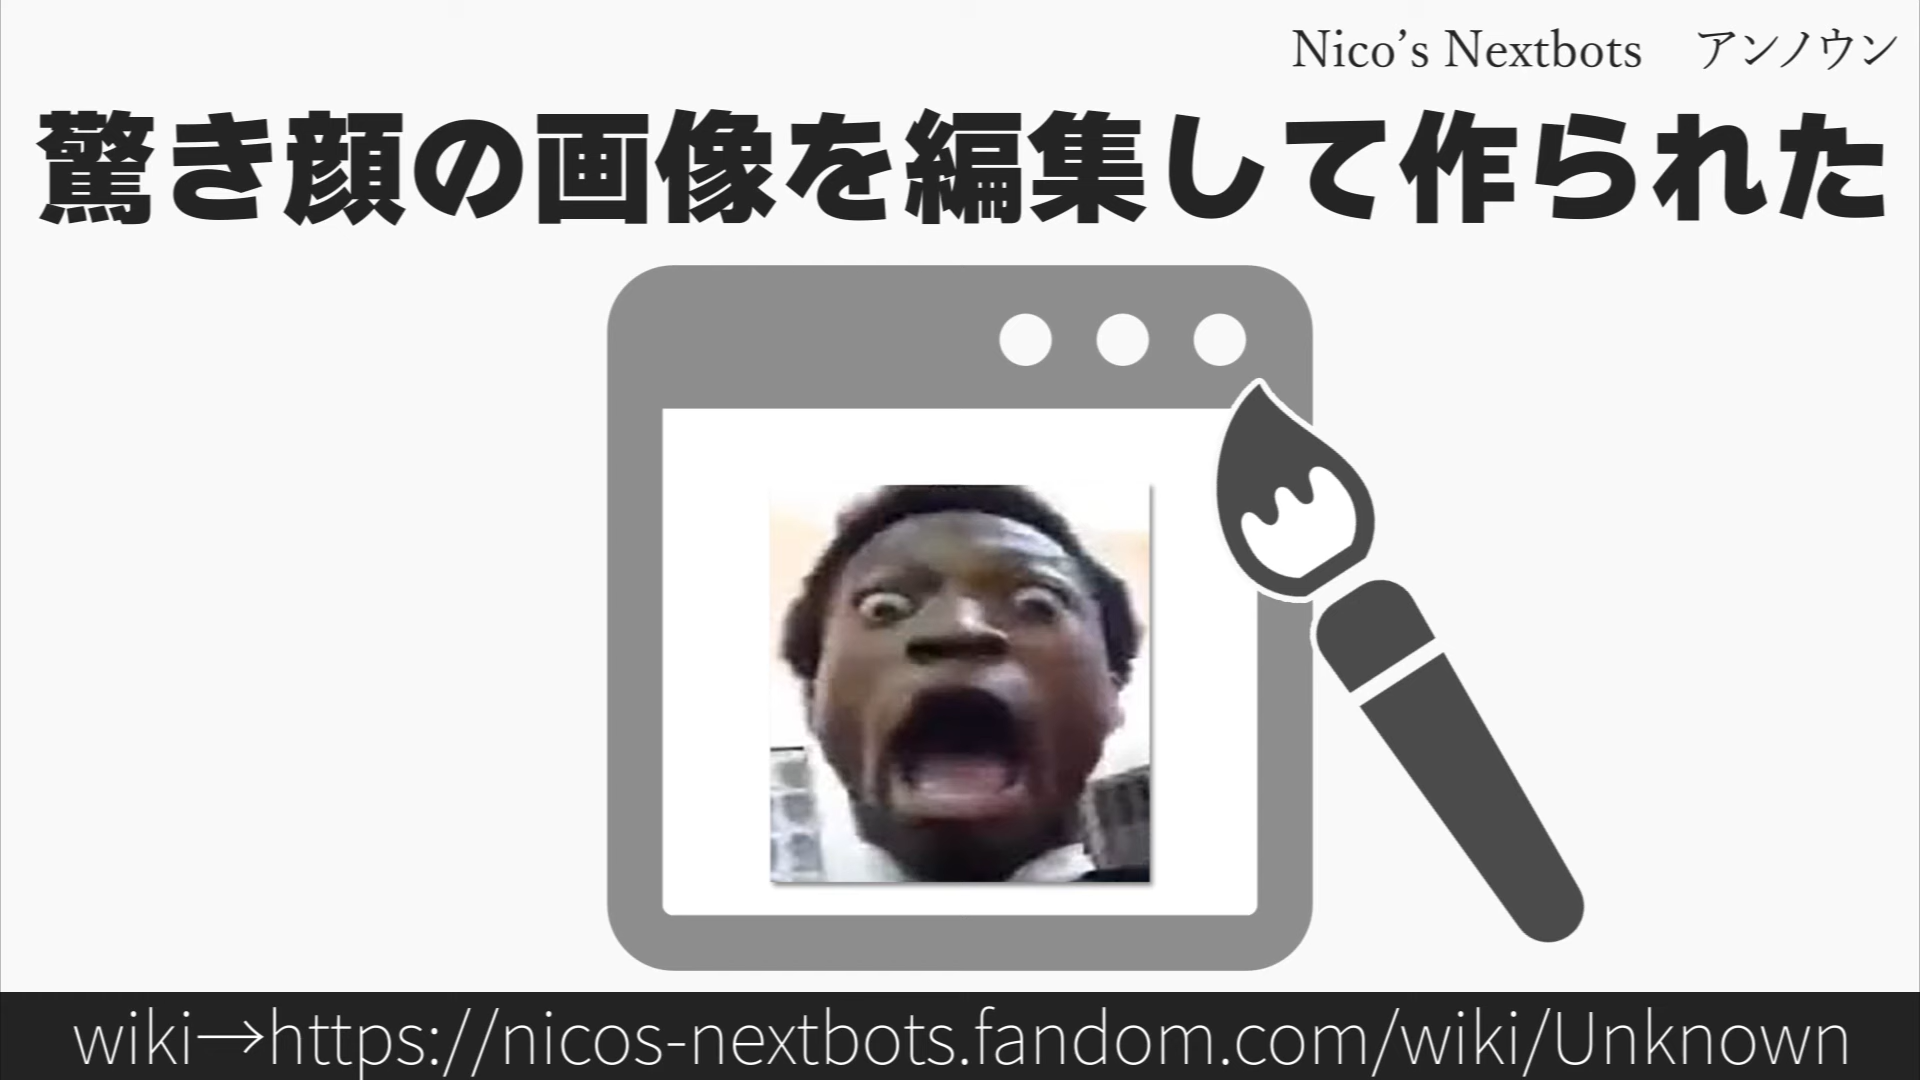 Nico’s Nextbots　アンノウン
驚き顔の画像を編集して作られた
wiki→https://nicos-nextbots.fandom.com/wiki/Unknown